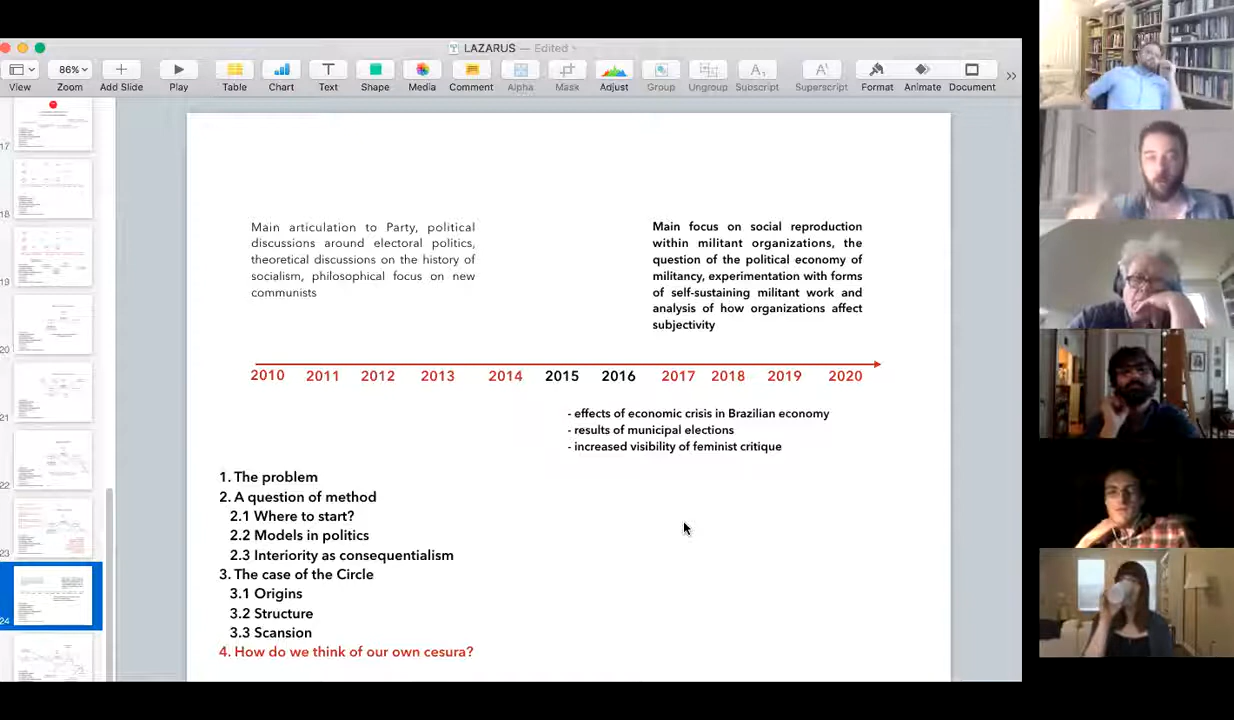 LAZARUS — Edited
View
86%
Zoom
Add Slide
Play
Table
Chart
Text
Shape
Media
Comment
Alpha
Mask
Adjust
Group
Ungroup
Subscript
Superscript
Format
Animate
Document
17
18
19
20
21
22
23
24
Main articulation to Party, political
discussions around electoral politics,
theoretical discussions on the history of
socialism, philosophical focus on new
communists
Main focus on social reproduction
within militant organizations, the
question of the political economy of
militancy, experimentation with forms
of self-sustaining militant work and
analysis of how organizations affect
subjectivity
2010 2011 2012 2013 2014 2015 2016 2017 2018 2019 2020
- effects of economic crisis in Brazilian economy
- results of municipal elections
- increased visibility of feminist critique
1. The problem
2. A question of method
2.1 Where to start?
2.2 Models in politics
2.3 Interiority as consequentialism
3. The case of the Circle
3.1 Origins
3.2 Structure
3.3 Scansion
4. How do we think of our own cesura?